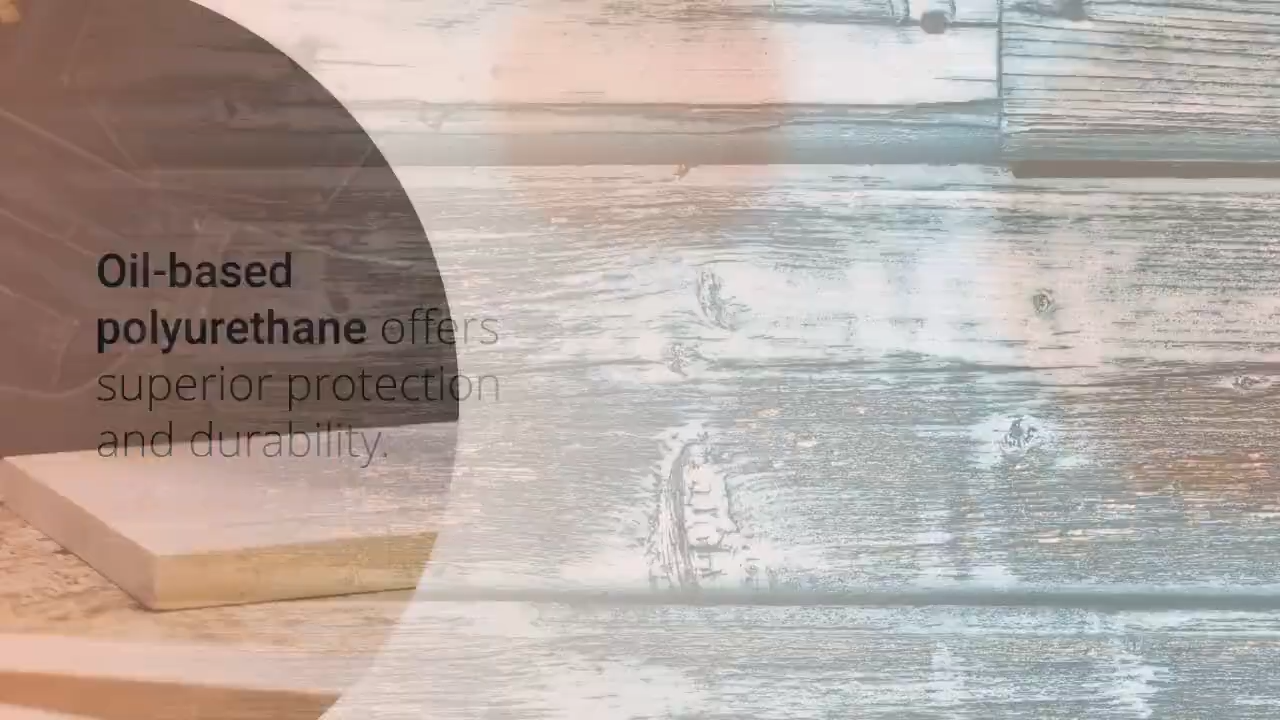 Oil-based
polyurethane offers
superior protection
and durability.